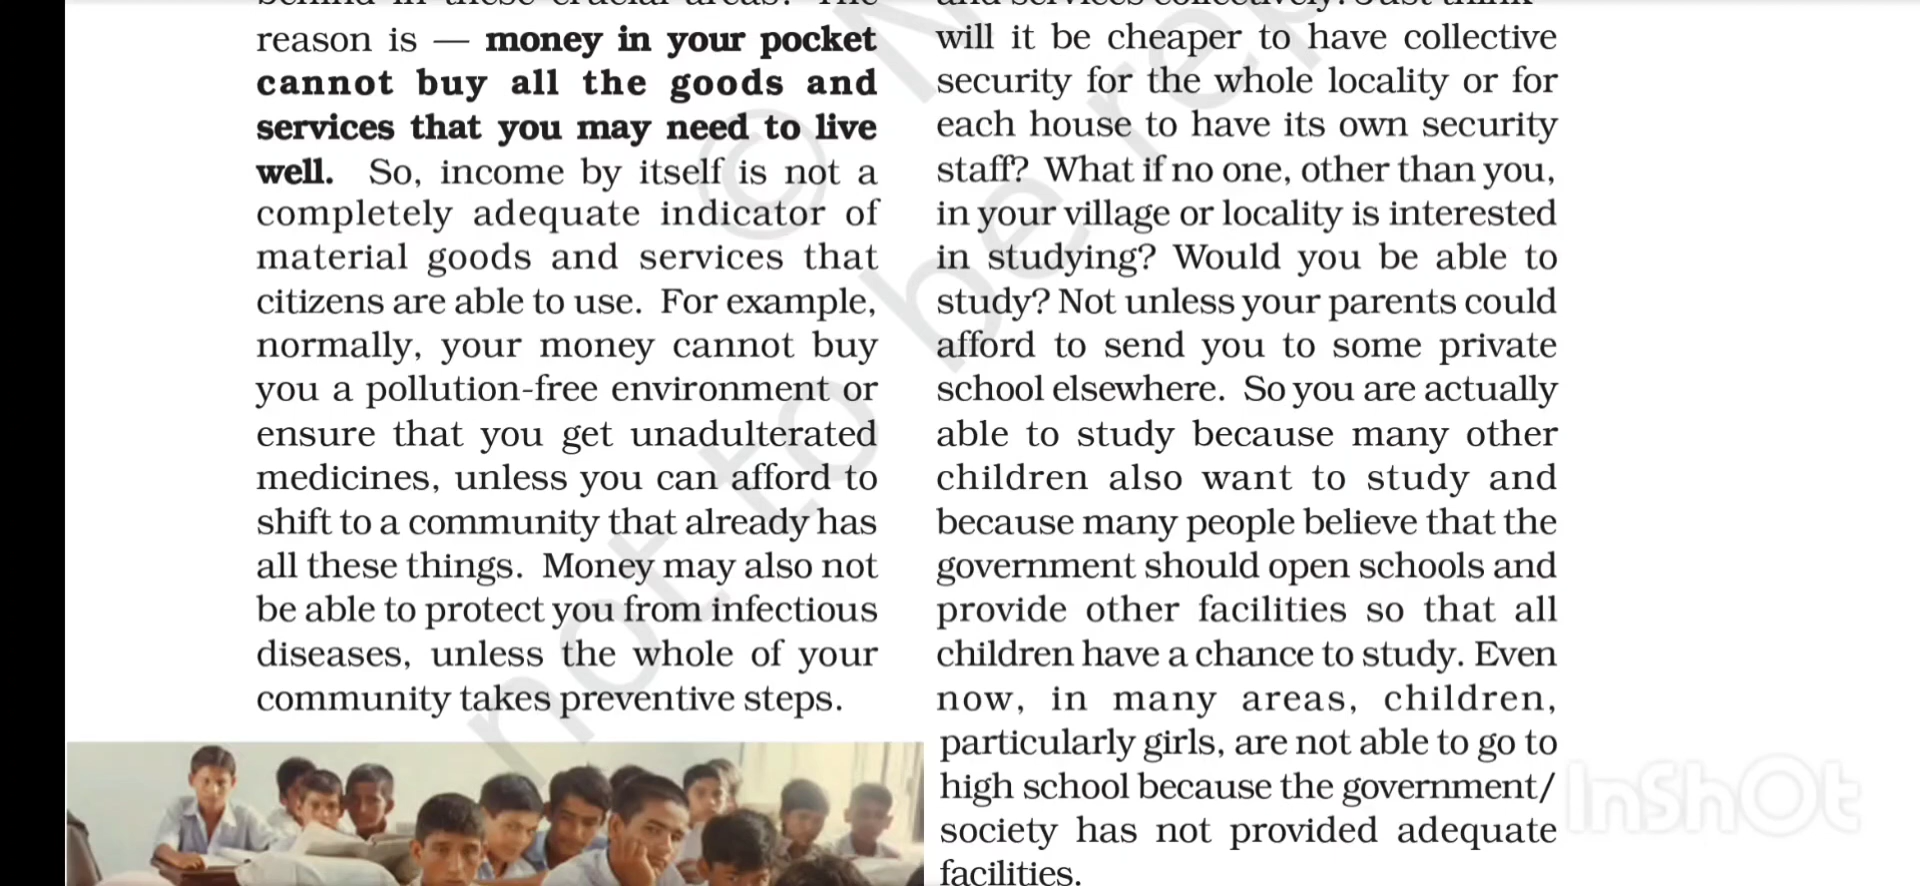 reason is — money in your pocket
cannot buy all the goods and
services that you may need to live
well. So, income by itself is not a
completely adequate indicator of
material goods and services that
citizens are able to use. For example,
normally, your money cannot buy
you a pollution-free environment or
ensure that you get unadulterated
medicines, unless you can afford to
shift to a community that already has
all these things. Money may also not
be able to protect you from infectious
diseases, unless the whole of your
community takes preventive steps.
will it be cheaper to have collective
security for the whole locality or for
each house to have its own security
staff? What if no one, other than you,
in your village or locality is interested
in studying? Would you be able to
study? Not unless your parents could
afford to send you to some private
school elsewhere. So you are actually
able to study because many other
children also want to study and
because many people believe that the
government should open schools and
provide other facilities so that all
children have a chance to study. Even
now, in many areas, children,
particularly girls, are not able to go to
high school because the government/
society has not provided adequate
facilities.
not to be rep
© N
InShOt